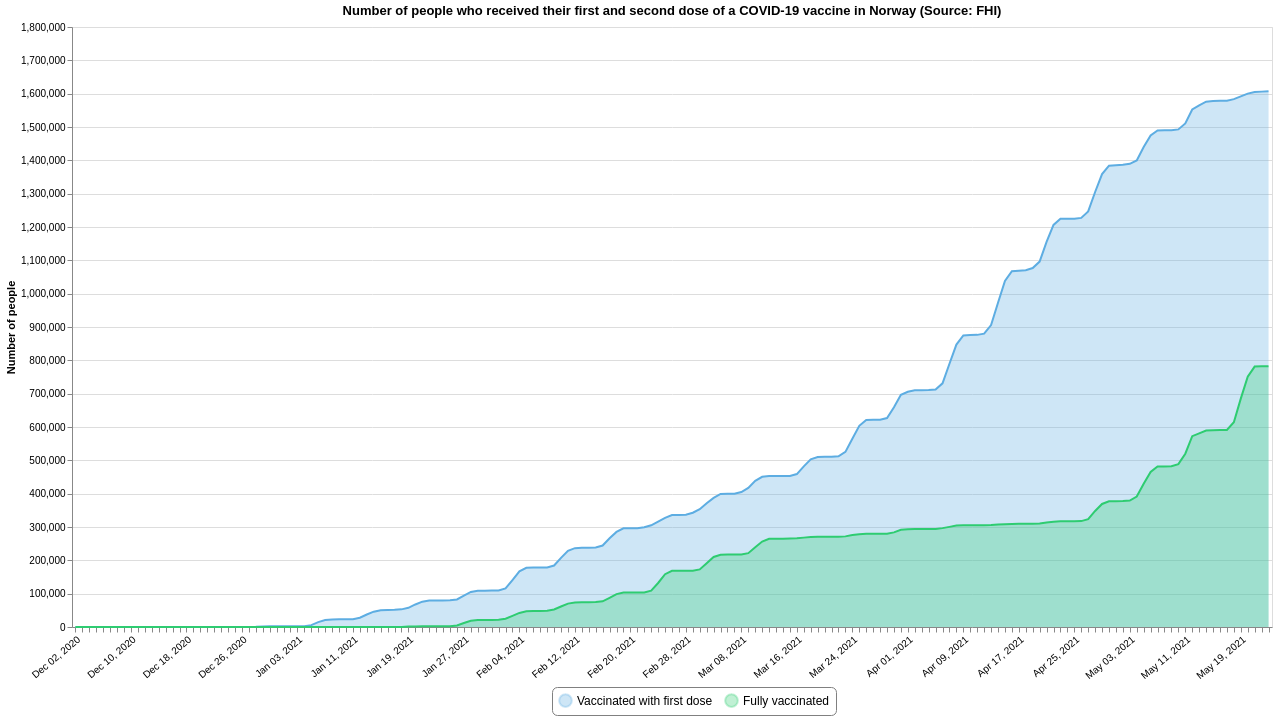 Number of people who received their first and second dose of a COVID-19 vaccine in Norway (Source: FHI)
Number of people
1,800,000
1,700,000
1,600,000
1,500,000
1,400,000
1,300,000
1,200,000
1,100,000
1,000,000
900,000
800,000
700,000
600,000
500,000
400,000
300,000
200,000
100,000
0
Dec 02, 2020
Dec 10, 2020
Dec 18, 2020
Dec 26, 2020
Jan 03, 2021
Jan 11, 2021
Jan 19, 2021
Jan 27, 2021
Feb 04, 2021
Feb 12, 2021
Feb 20, 2021
Feb 28, 2021
Mar 08, 2021
Mar 16, 2021
Mar 24, 2021
Apr 01, 2021
Apr 09, 2021
Apr 17, 2021
Apr 25, 2021
May 03, 2021
May 11, 2021
May 19, 2021
Vaccinated with first dose
Fully vaccinated